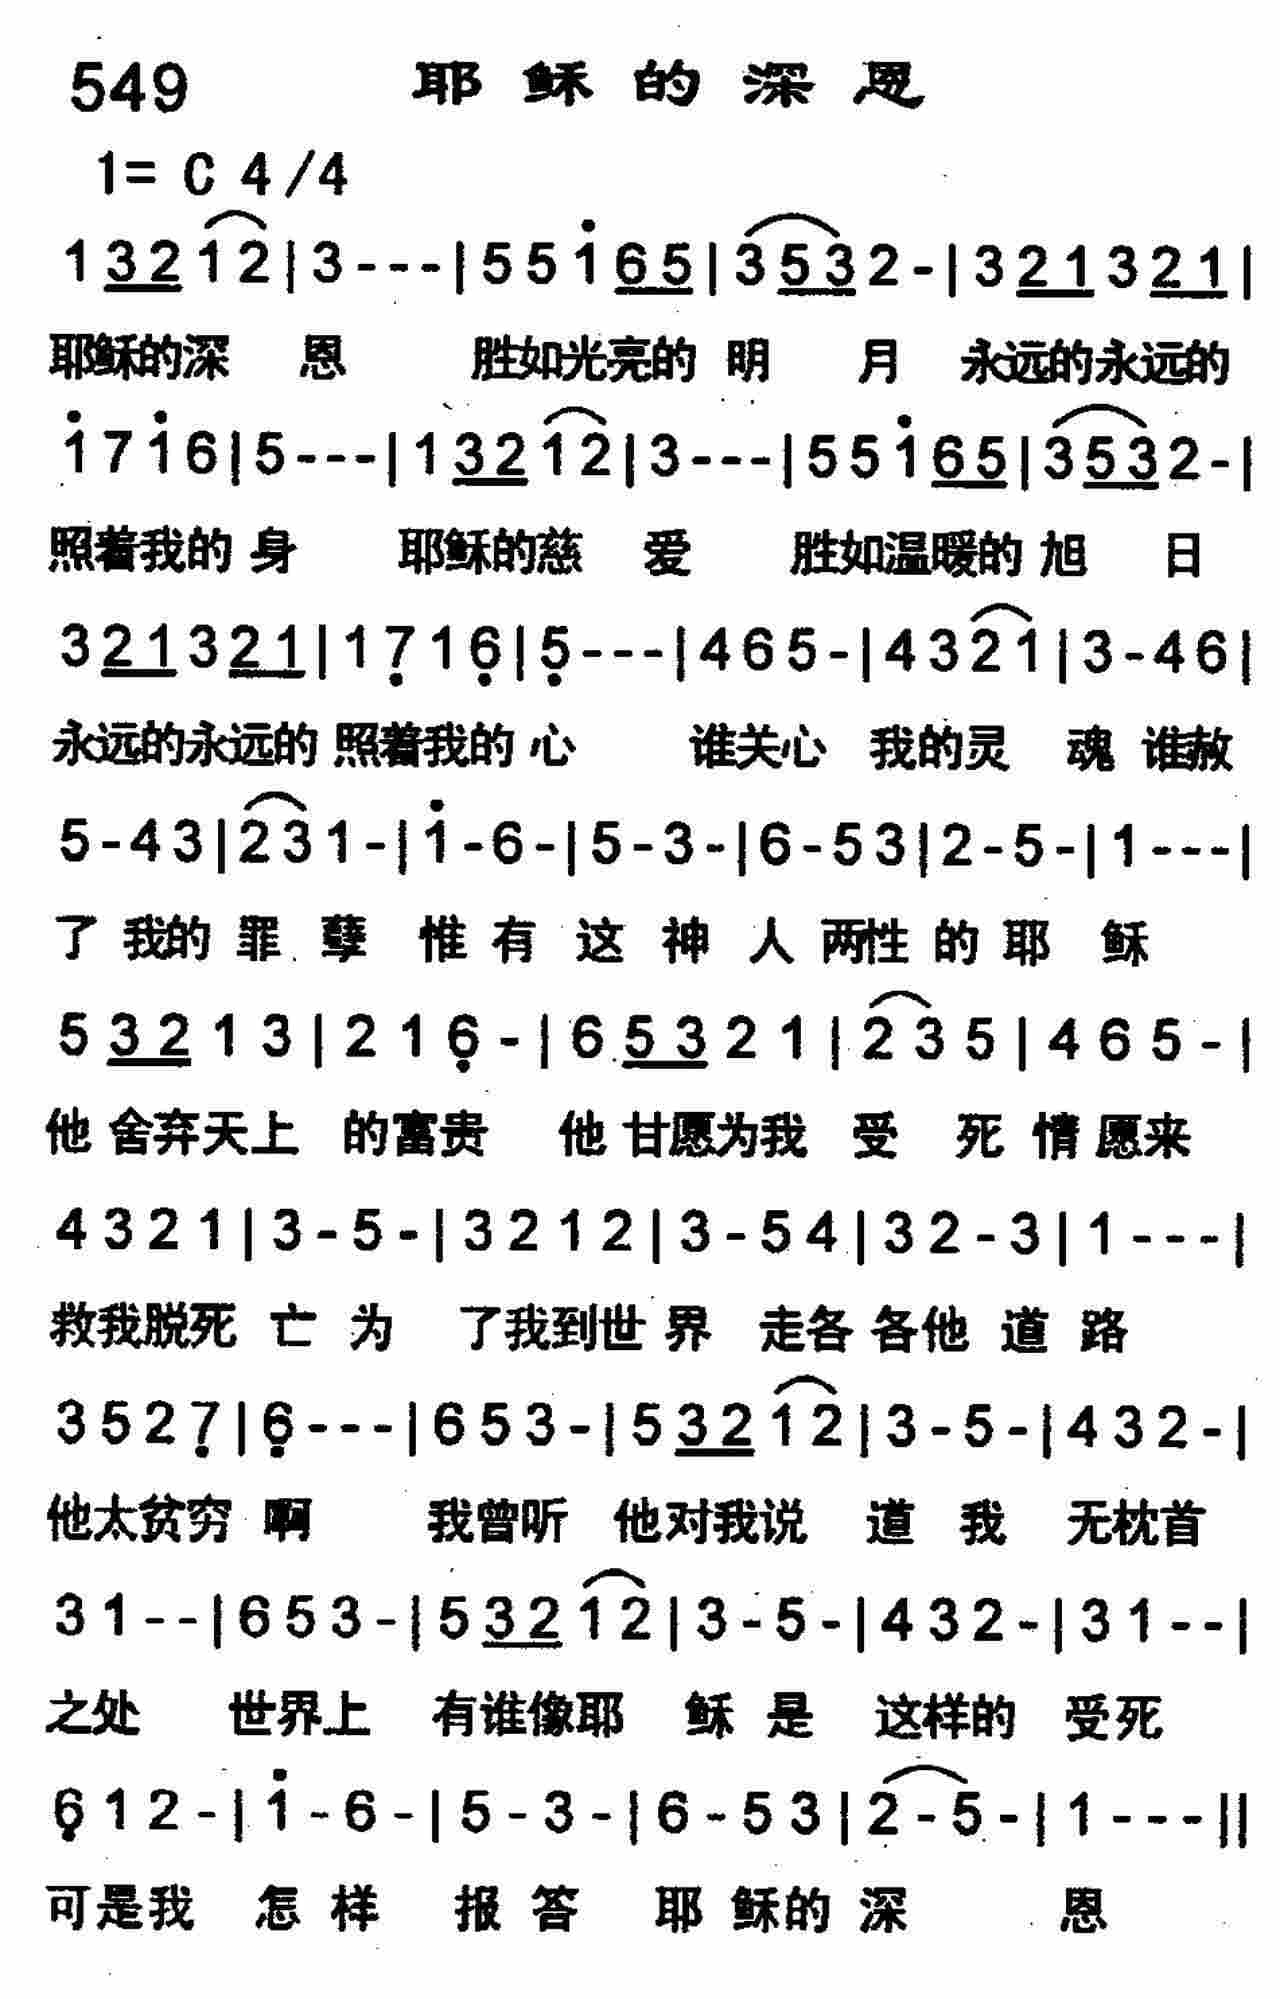 549 耶稣的深恩
1= C 4/4
1 3 2 1 2 | 3 - - - | 5 5 1 6 5 | 3 5 3 2 - | 3 2 1 3 2 1 |
耶稣的深 恩 胜如光亮的 明 月 永远的永远的
1 7 1 6 | 5 - - - | 1 3 2 1 2 | 3 - - - | 5 5 1 6 5 | 3 5 3 2 - |
照着我的 身 耶稣的慈 爱 胜如温暖的 旭 日
3 2 1 3 2 1 | 1 7 1 6 | 5 - - - | 4 6 5 - | 4 3 2 1 | 3 - 4 6 |
永远的永远的 照着我的 心 谁关心 我的灵 魂 谁赦
5 - 4 3 | 2 3 1 - | 1 - 6 - | 5 - 3 - | 6 - 5 3 | 2 - 5 - | 1 - - - |
了 我的 罪 孽 惟 有 这 神 人 两性 的 耶 稣
5 3 2 1 3 | 2 1 6 - | 6 5 3 2 1 | 2 3 5 | 4 6 5 - |
他 舍弃天上 的富贵 他 甘愿为我 受 死 情 愿来
4 3 2 1 | 3 - 5 - | 3 2 1 2 | 3 - 5 4 | 3 2 - 3 | 1 - - - |
救我脱死 亡 为 了我到世 界 走各 各他 道 路
3 5 2 7 | 6 - - - | 6 5 3 - | 5 3 2 1 2 | 3 - 5 - | 4 3 2 - |
他太贫穷 啊 我曾听 他对我说 道 我 无枕首
3 1 - - | 6 5 3 - | 5 3 2 1 2 | 3 - 5 - | 4 3 2 - | 3 1 - - |
之处 世界上 有谁像耶 稣 是 这样的 受死
6 1 2 - | 1 - 6 - | 5 - 3 - | 6 - 5 3 | 2 - 5 - | 1 - - - ||
可是我 怎 样 报 答 耶 稣的 深 恩